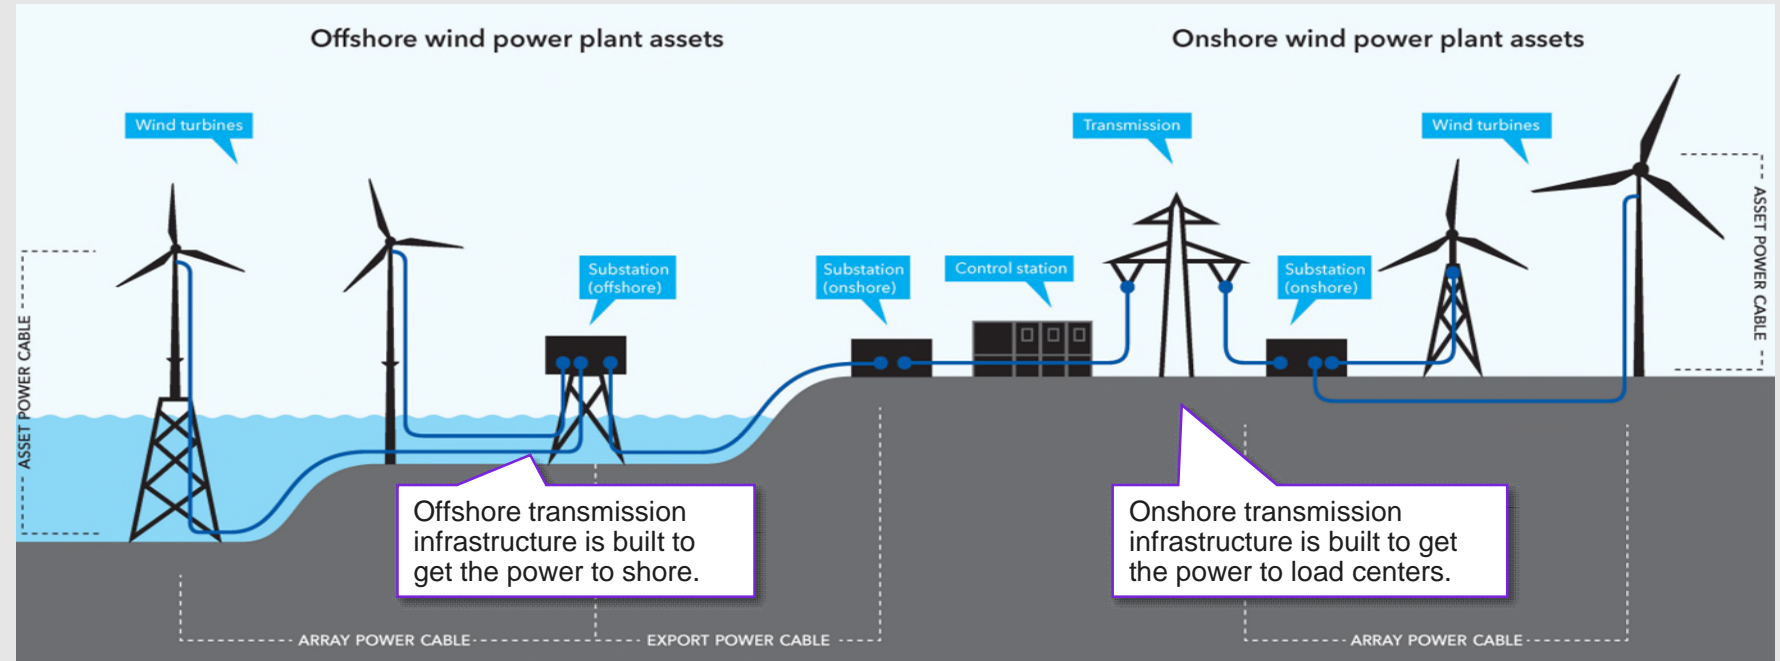 Offshore wind power plant assets
Onshore wind power plant assets
Wind turbines
Transmission
Wind turbines
Substation
(offshore)
Substation
(onshore)
Control station
Substation
(onshore)
ASSET POWER CABLE
ASSET POWER CABLE
Offshore transmission
infrastructure is built to
get the power to shore.
Onshore transmission
infrastructure is built to get
the power to load centers.
ARRAY POWER CABLE
EXPORT POWER CABLE
ARRAY POWER CABLE